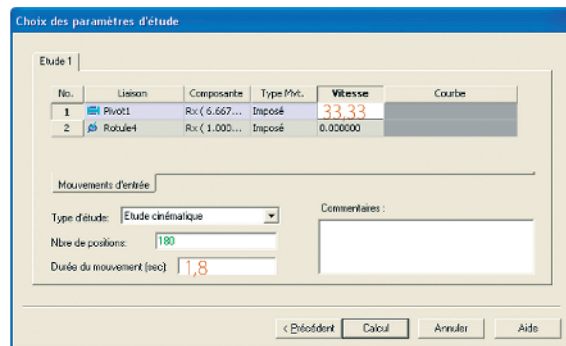 Choix des paramètres d'étude
Etude 1
No. Liaison Composante Type Mvt. Vitesse Courbe
1 Pivot1 Rx ( 6.667... Imposé 33,33
2 Rotule4 Rx ( 1.000... Imposé 0.000000
Mouvements d'entrée
Type d'étude: Etude cinématique
Commentaires :
Nbre de positions: 180
Durée du mouvement (sec) 1,8
< Précédent Calcul Annuler Aide